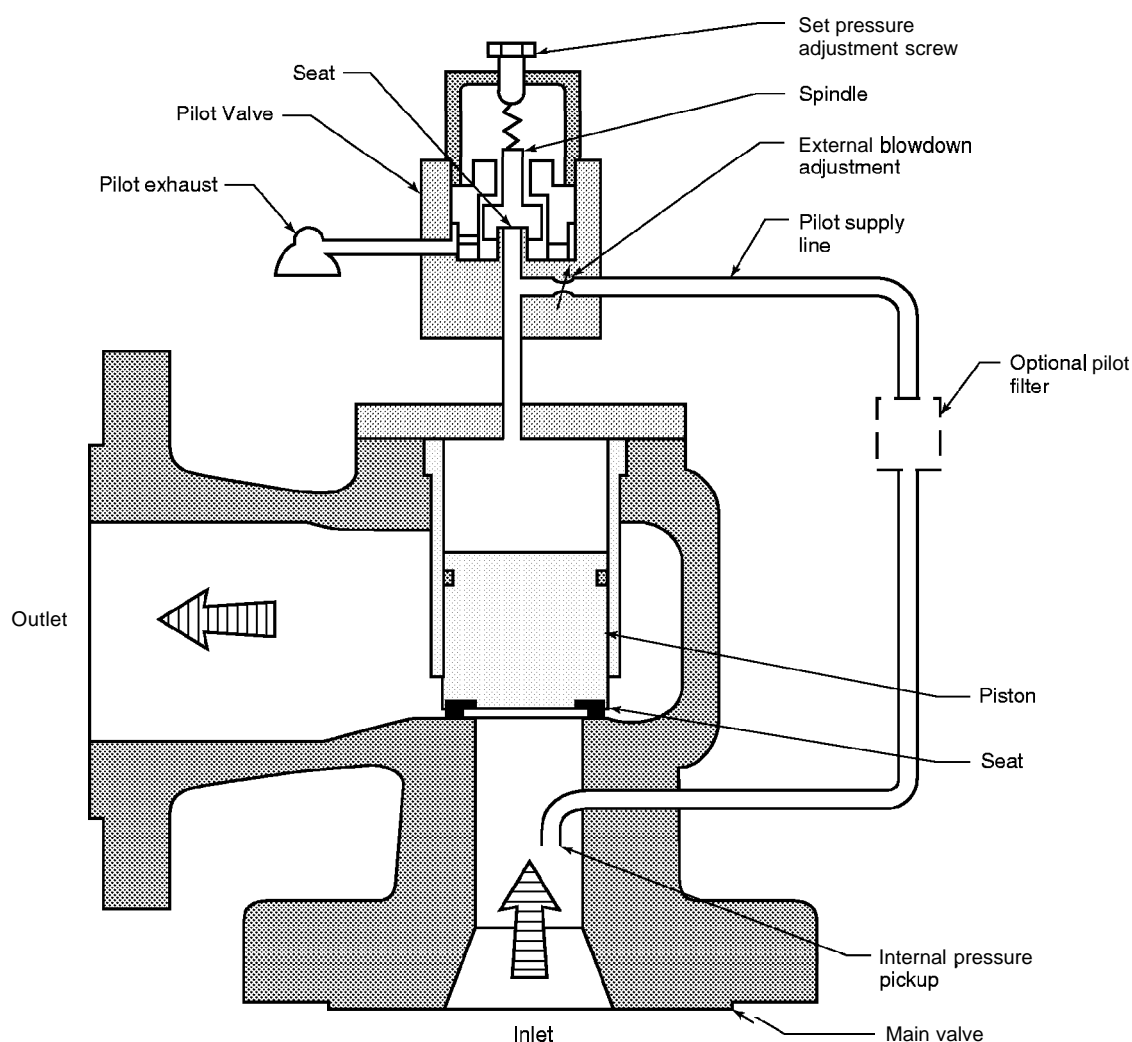 Set pressure
adjustment screw
Seat
Spindle
Pilot Valve
External blowdown
adjustment
Pilot exhaust
Pilot supply
line
Optional pilot
filter
Outlet
Piston
Seat
Internal pressure
pickup
Inlet
Main valve